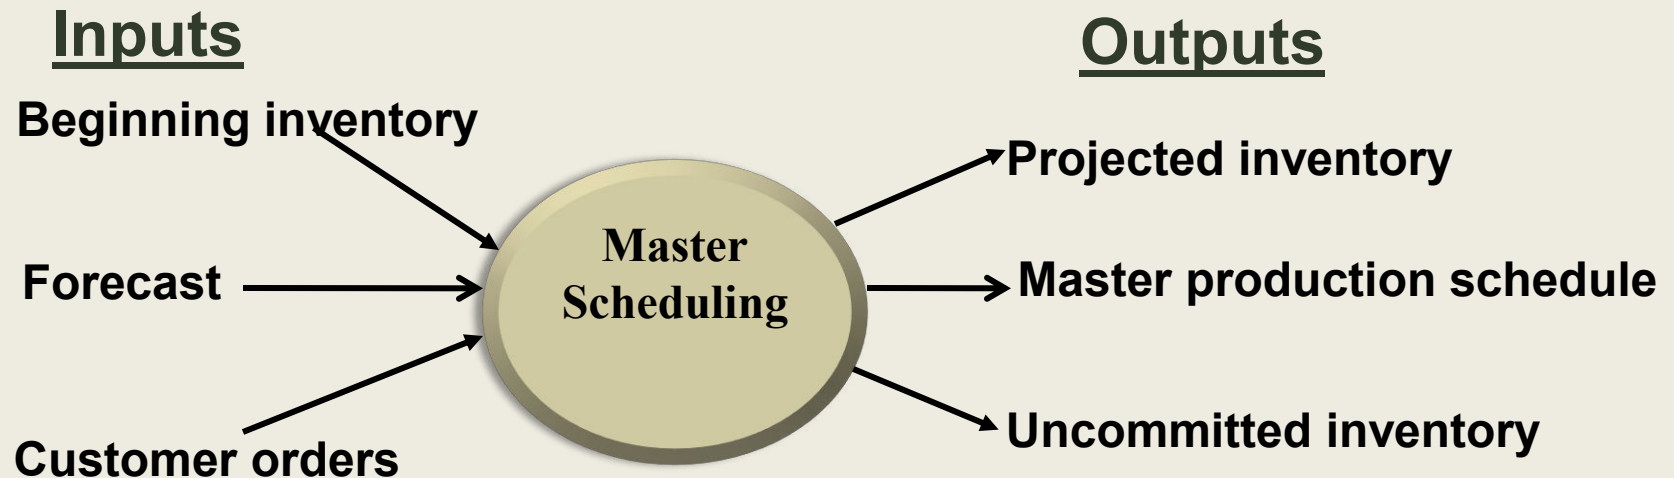 Inputs
Beginning inventory
Forecast
Customer orders
Master
Scheduling
Outputs
Projected inventory
Master production schedule
Uncommitted inventory